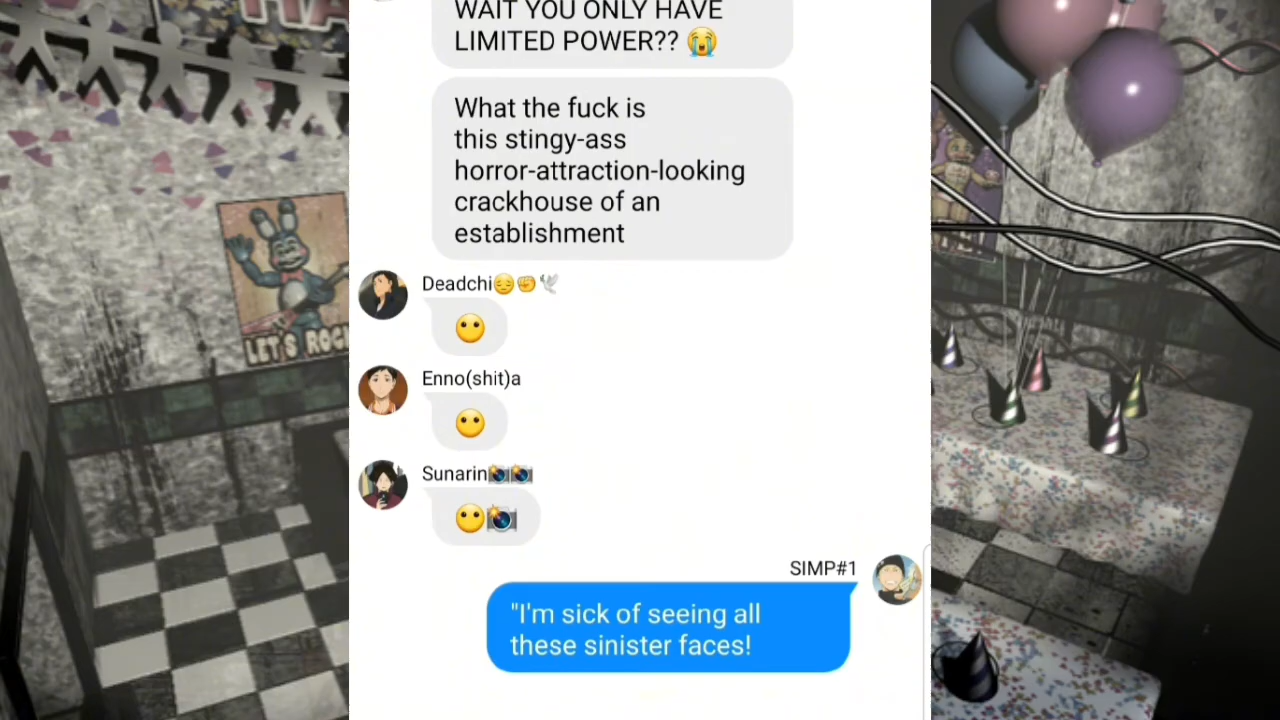 WAIT YOU ONLY HAVE
LIMITED POWER?? 😭
What the fuck is
this stingy-ass
horror-attraction-looking
crackhouse of an
establishment
Deadchi😔✊🕊
😶
Enno(shit)a
😶
Sunarin📸📸
😶📸
SIMP#1
"I'm sick of seeing all
these sinister faces!
LET'S ROCK